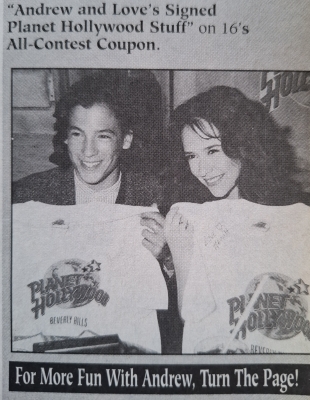 "Andrew and Love's Signed
Planet Hollywood Stuff" on 16's
All-Contest Coupon.
PLANET
HOLLYWOOD
BEVERLY HILLS
PLANET
HOLLYWOOD
For More Fun With Andrew, Turn The Page!